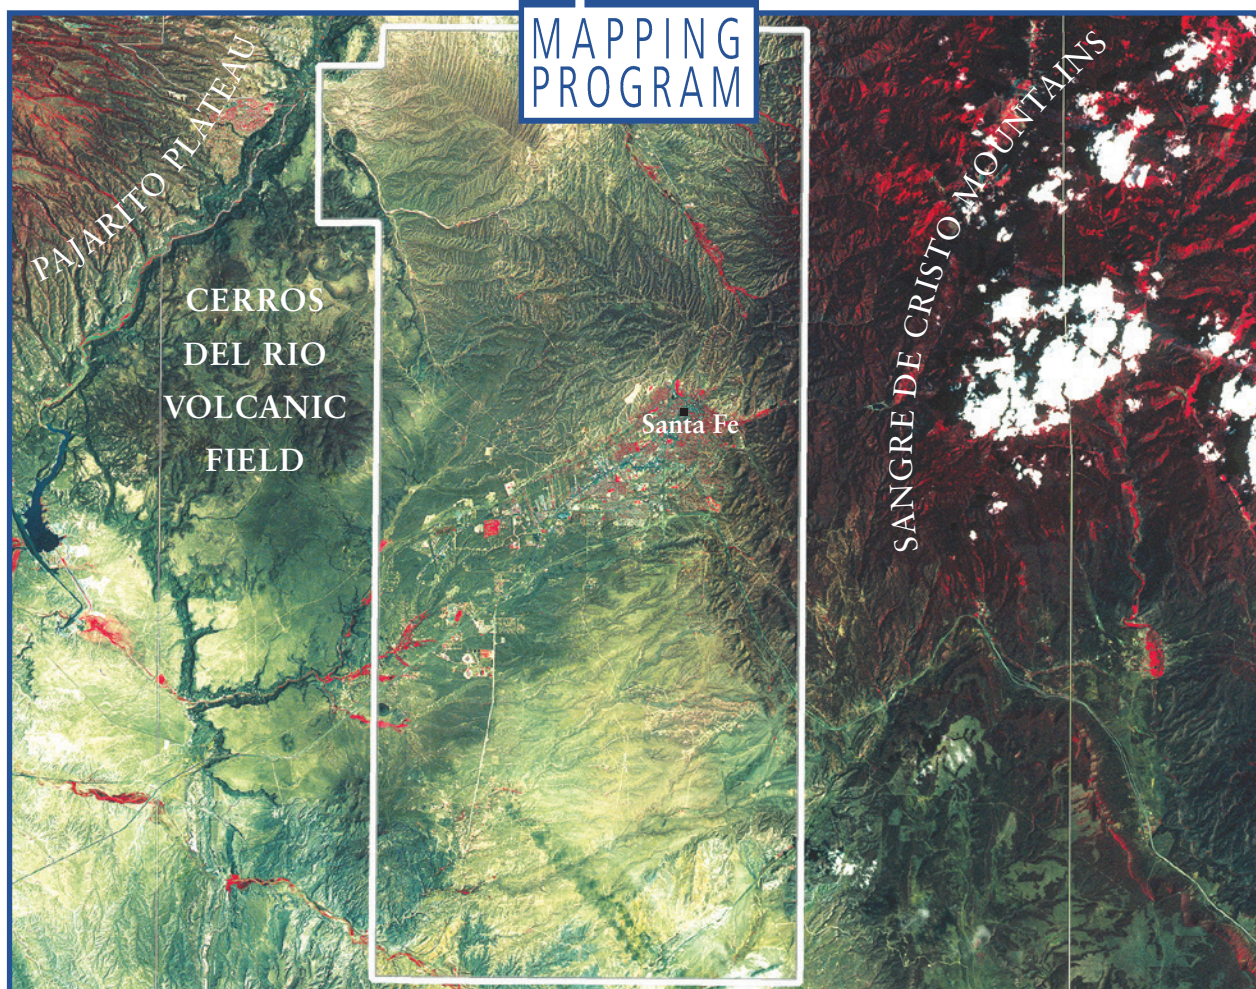 MAPPING
PROGRAM
PAJARITO PLATEAU
SANGRE DE CRISTO MOUNTAINS
CERROS
DEL RIO
VOLCANIC
FIELD
Santa Fe